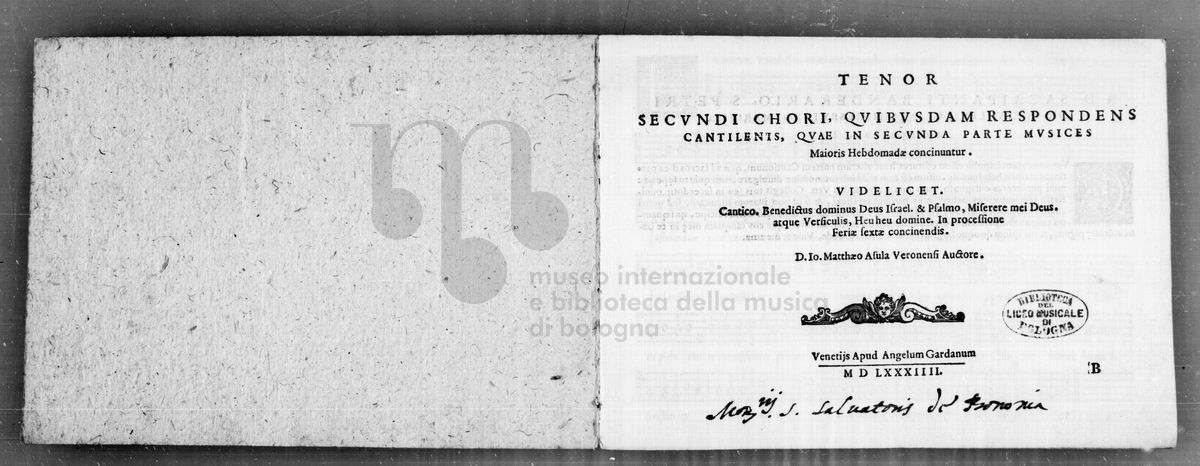 TENOR
SECVNDI CHORI, QVIBVSDAM RESPONDENS
CANTILENIS, QVAE IN SECVNDA PARTE MVSICES
Maioris Hebdomadæ concinuntur.
VIDELICET.
Cantico. Benedictus dominus Deus Iſrael. & Pſalmo, Miſerere mei Deus.
atque Verſiculis, Heu heu domine. In proceſſione
Feriæ ſextæ concinendis.
D. Io. Matthæo Aſula Veronenſi Auctore.
museo internazionale
e biblioteca della musica
di bologna
BIBLIOTECA
DEL
LICEO MUSICALE
DI
BOLOGNA
Venetijs Apud Angelum Gardanum
M D LXXXIIII.
B
S. Saluatoris de Bononia